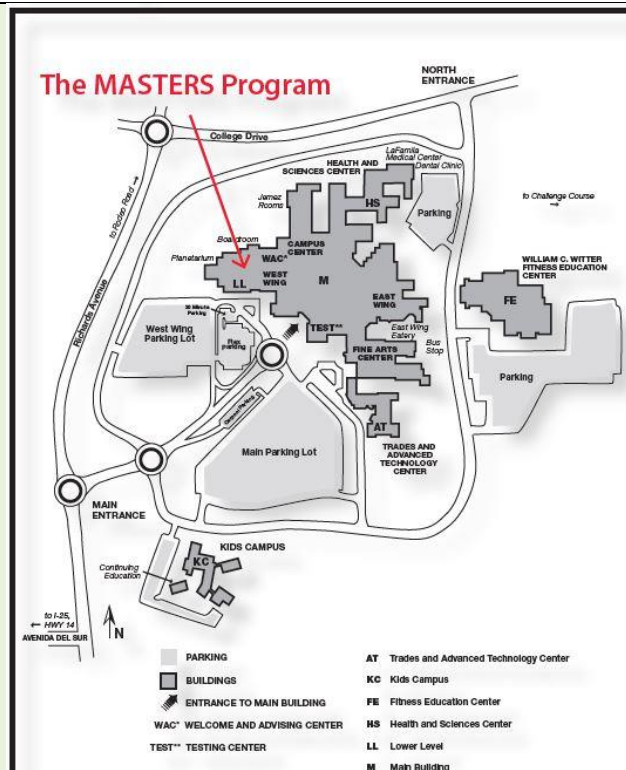 The MASTERS Program
NORTH
ENTRANCE
College Drive
to Rodeo Road →
Richards Avenue
LaFamilia
Medical Center
Dental Clinic
HEALTH AND
SCIENCES CENTER
Jemez
Rooms
HS
Parking
to Challenge Course
→
Boardroom
Planetarium
WAC*
CAMPUS
CENTER
WEST
WING
LL
M
EAST
WING
WILLIAM C. WITTER
FITNESS EDUCATION
CENTER
FE
30 Minute
Parking
West Wing
Parking Lot
Flex
parking
TEST**
East Wing
Eatery
Bus
Stop
FINE ARTS
CENTER
Parking
AT
TRADES AND
ADVANCED
TECHNOLOGY
CENTER
Main Parking Lot
MAIN
ENTRANCE
KIDS CAMPUS
KC
Continuing
Education
to I-25,
← HWY 14
AVENIDA DEL SUR
N
PARKING
BUILDINGS
ENTRANCE TO MAIN BUILDING
WAC* WELCOME AND ADVISING CENTER
TEST** TESTING CENTER
AT Trades and Advanced Technology Center
KC Kids Campus
FE Fitness Education Center
HS Health and Sciences Center
LL Lower Level
M Main Building